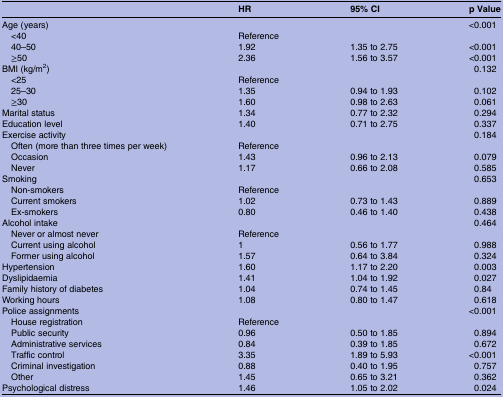 HR 95% CI p Value
Age (years) <0.001
<40 Reference
40–50 1.92 1.35 to 2.75 <0.001
≥50 2.36 1.56 to 3.57 <0.001
BMI (kg/m²) 0.132
<25 Reference
25–30 1.35 0.94 to 1.93 0.102
≥30 1.60 0.98 to 2.63 0.061
Marital status 1.34 0.77 to 2.32 0.294
Education level 1.40 0.71 to 2.75 0.337
Exercise activity 0.184
Often (more than three times per week) Reference
Occasion 1.43 0.96 to 2.13 0.079
Never 1.17 0.66 to 2.08 0.585
Smoking 0.653
Non-smokers Reference
Current smokers 1.02 0.73 to 1.43 0.889
Ex-smokers 0.80 0.46 to 1.40 0.438
Alcohol intake 0.464
Never or almost never Reference
Current using alcohol 1 0.56 to 1.77 0.988
Former using alcohol 1.57 0.64 to 3.84 0.324
Hypertension 1.60 1.17 to 2.20 0.003
Dyslipidaemia 1.41 1.04 to 1.92 0.027
Family history of diabetes 1.04 0.74 to 1.45 0.84
Working hours 1.08 0.80 to 1.47 0.618
Police assignments <0.001
House registration Reference
Public security 0.96 0.50 to 1.85 0.894
Administrative services 0.84 0.39 to 1.85 0.672
Traffic control 3.35 1.89 to 5.93 <0.001
Criminal investigation 0.88 0.40 to 1.95 0.757
Other 1.45 0.65 to 3.21 0.362
Psychological distress 1.46 1.05 to 2.02 0.024